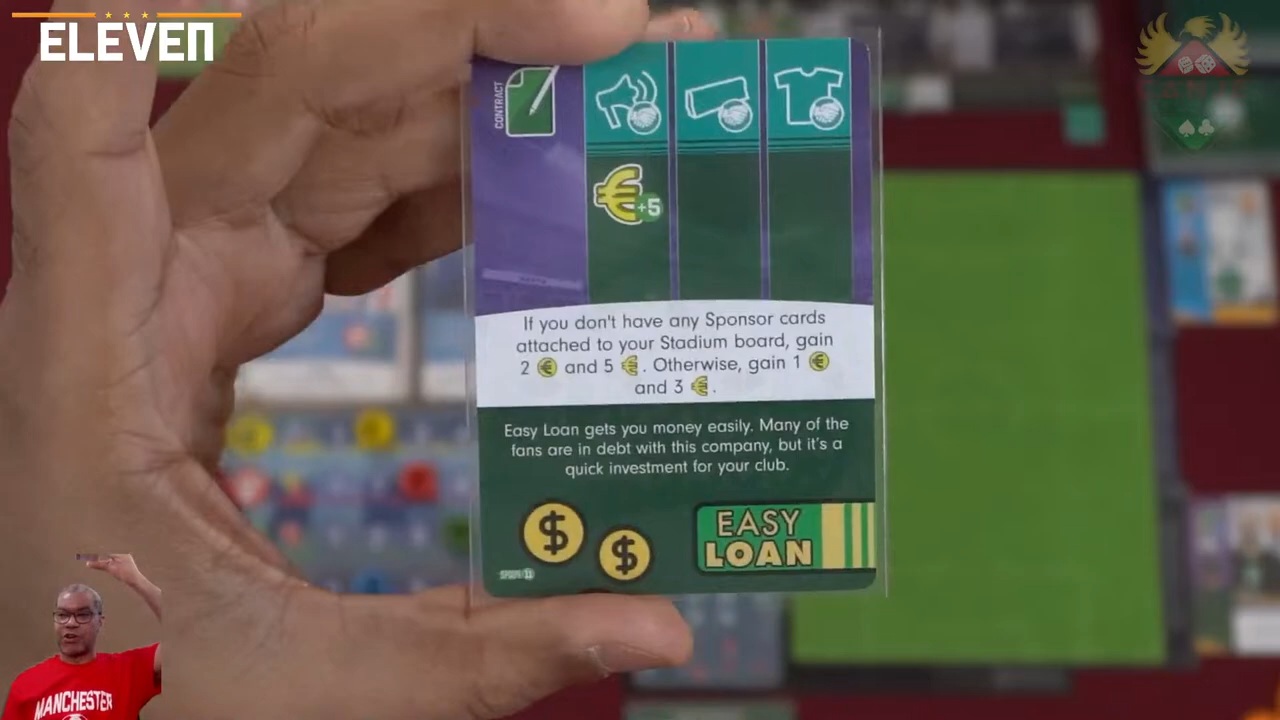 ELEVEN
CONTRACT
+5
If you don't have any Sponsor cards
attached to your Stadium board, gain
2 € and 5 €. Otherwise, gain 1 €
and 3 €.
Easy Loan gets you money easily. Many of the
fans are in debt with this company, but it's a
quick investment for your club.
$ $
EASY
LOAN
MANCHESTER